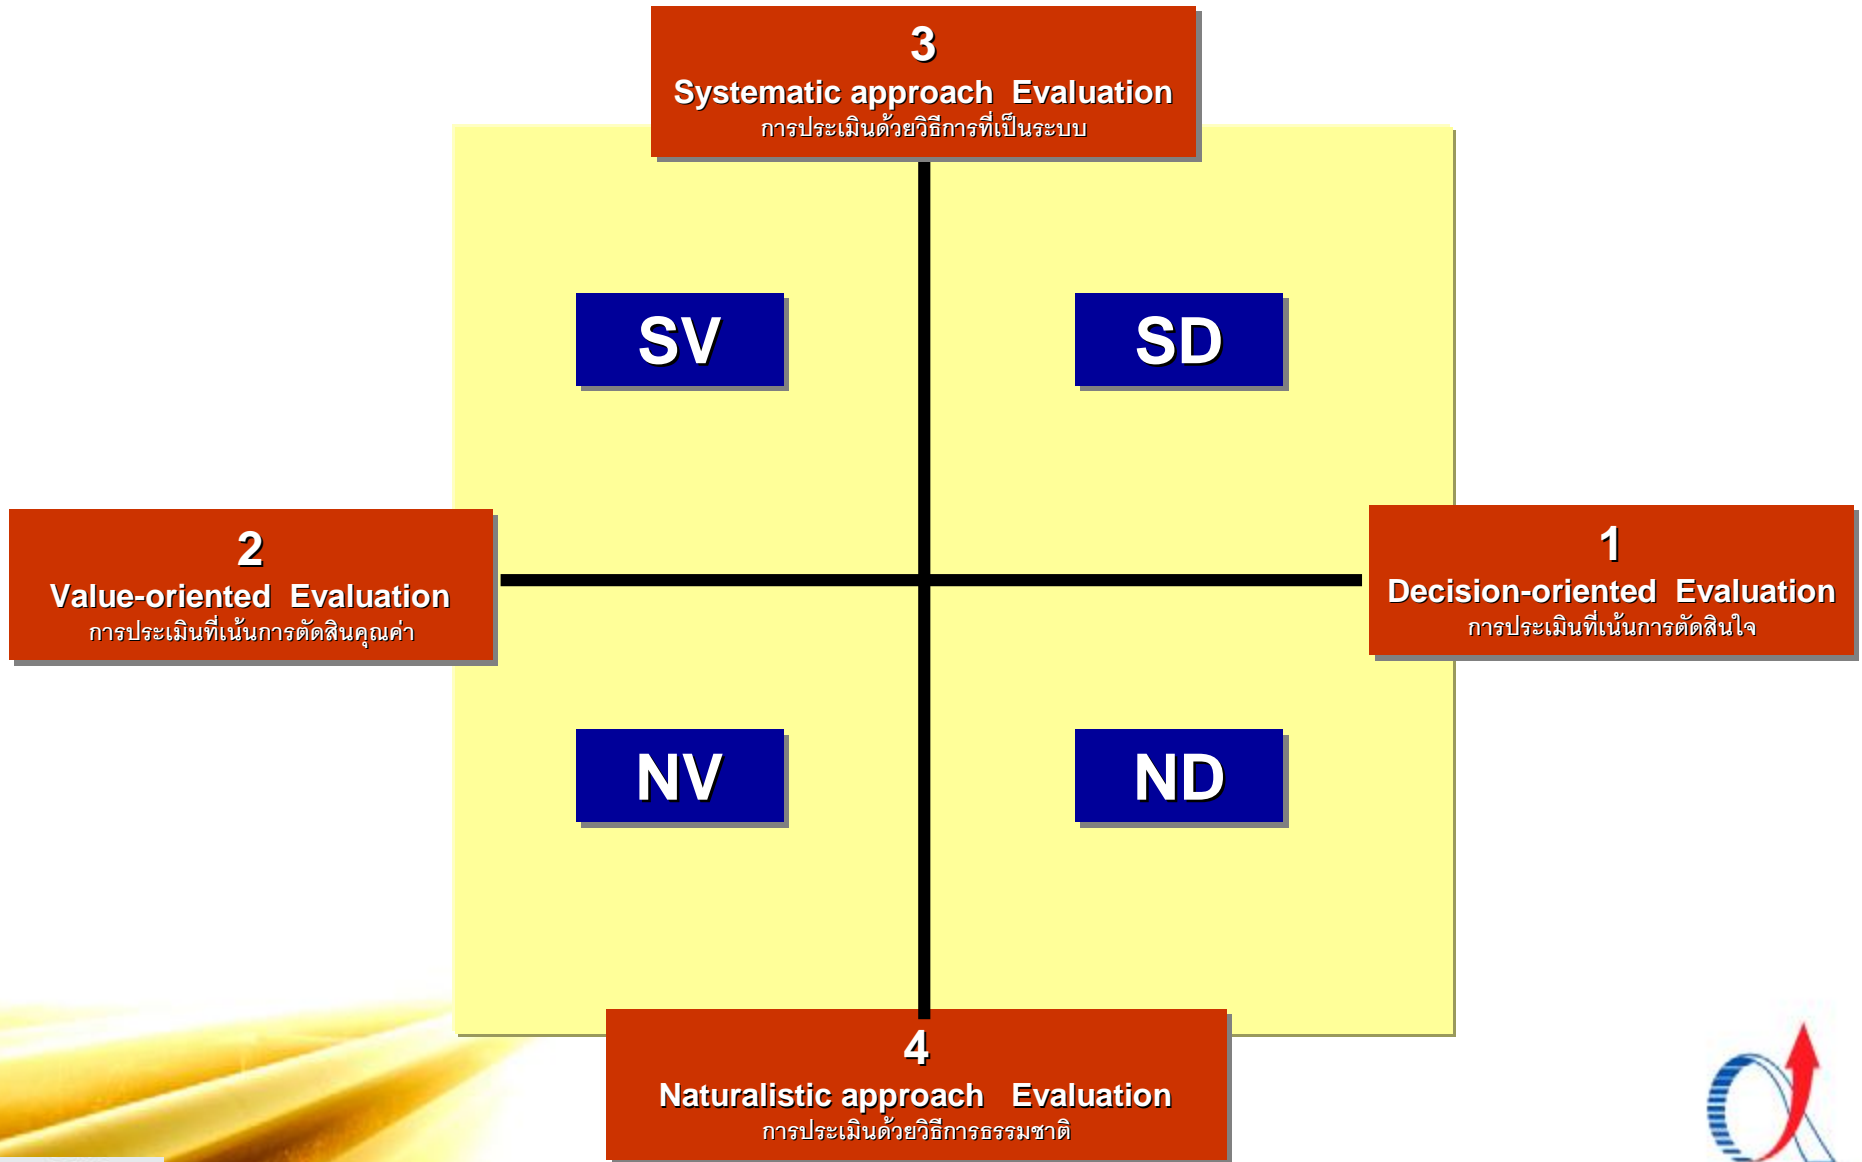 3
Systematic approach Evaluation
การประเมินด้วยวิธีการที่เป็นระบบ
SV
SD
2
Value-oriented Evaluation
การประเมินที่เน้นการตัดสินคุณค่า
1
Decision-oriented Evaluation
การประเมินที่เน้นการตัดสินใจ
NV
ND
4
Naturalistic approach Evaluation
การประเมินด้วยวิธีการธรรมชาติ